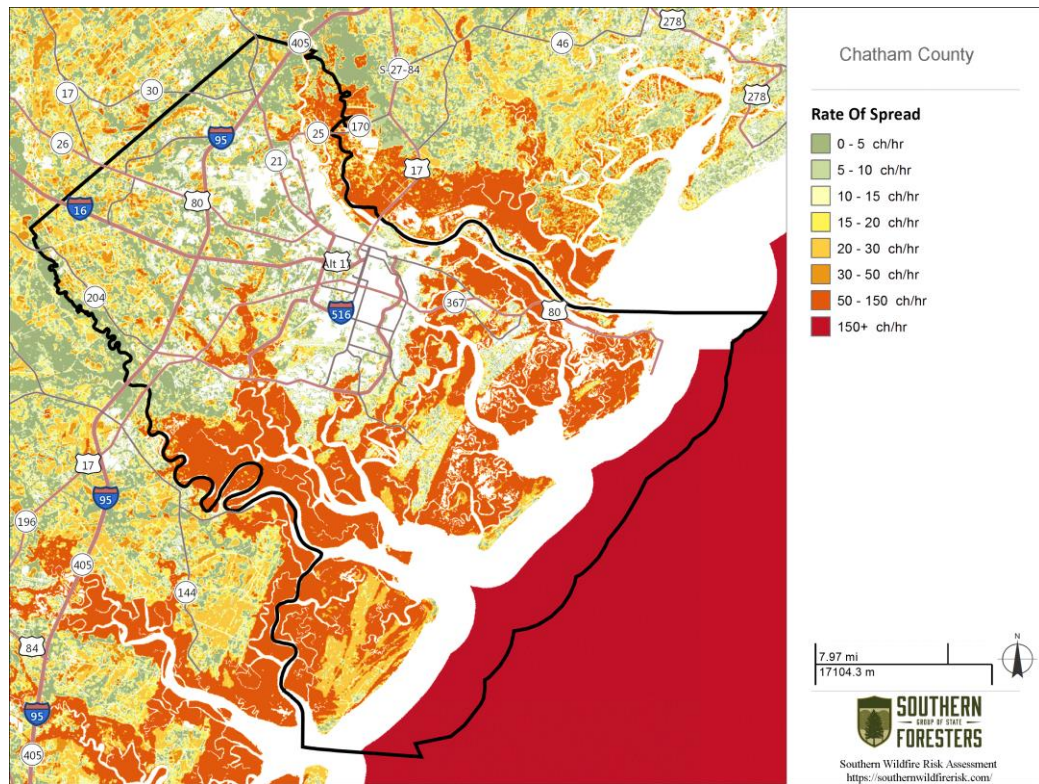 Chatham County
Rate Of Spread
0 - 5 ch/hr
5 - 10 ch/hr
10 - 15 ch/hr
15 - 20 ch/hr
20 - 30 ch/hr
30 - 50 ch/hr
50 - 150 ch/hr
150+ ch/hr
405
46
278
S-27-84
17
30
278
26
95
25
170
21
17
80
16
Alt 17
204
516
367
80
17
95
196
405
144
84
95
405
N
7.97 mi
17104.3 m
SOUTHERN
GROUP OF STATE
FORESTERS
Southern Wildfire Risk Assessment
https://southernwildfirerisk.com/